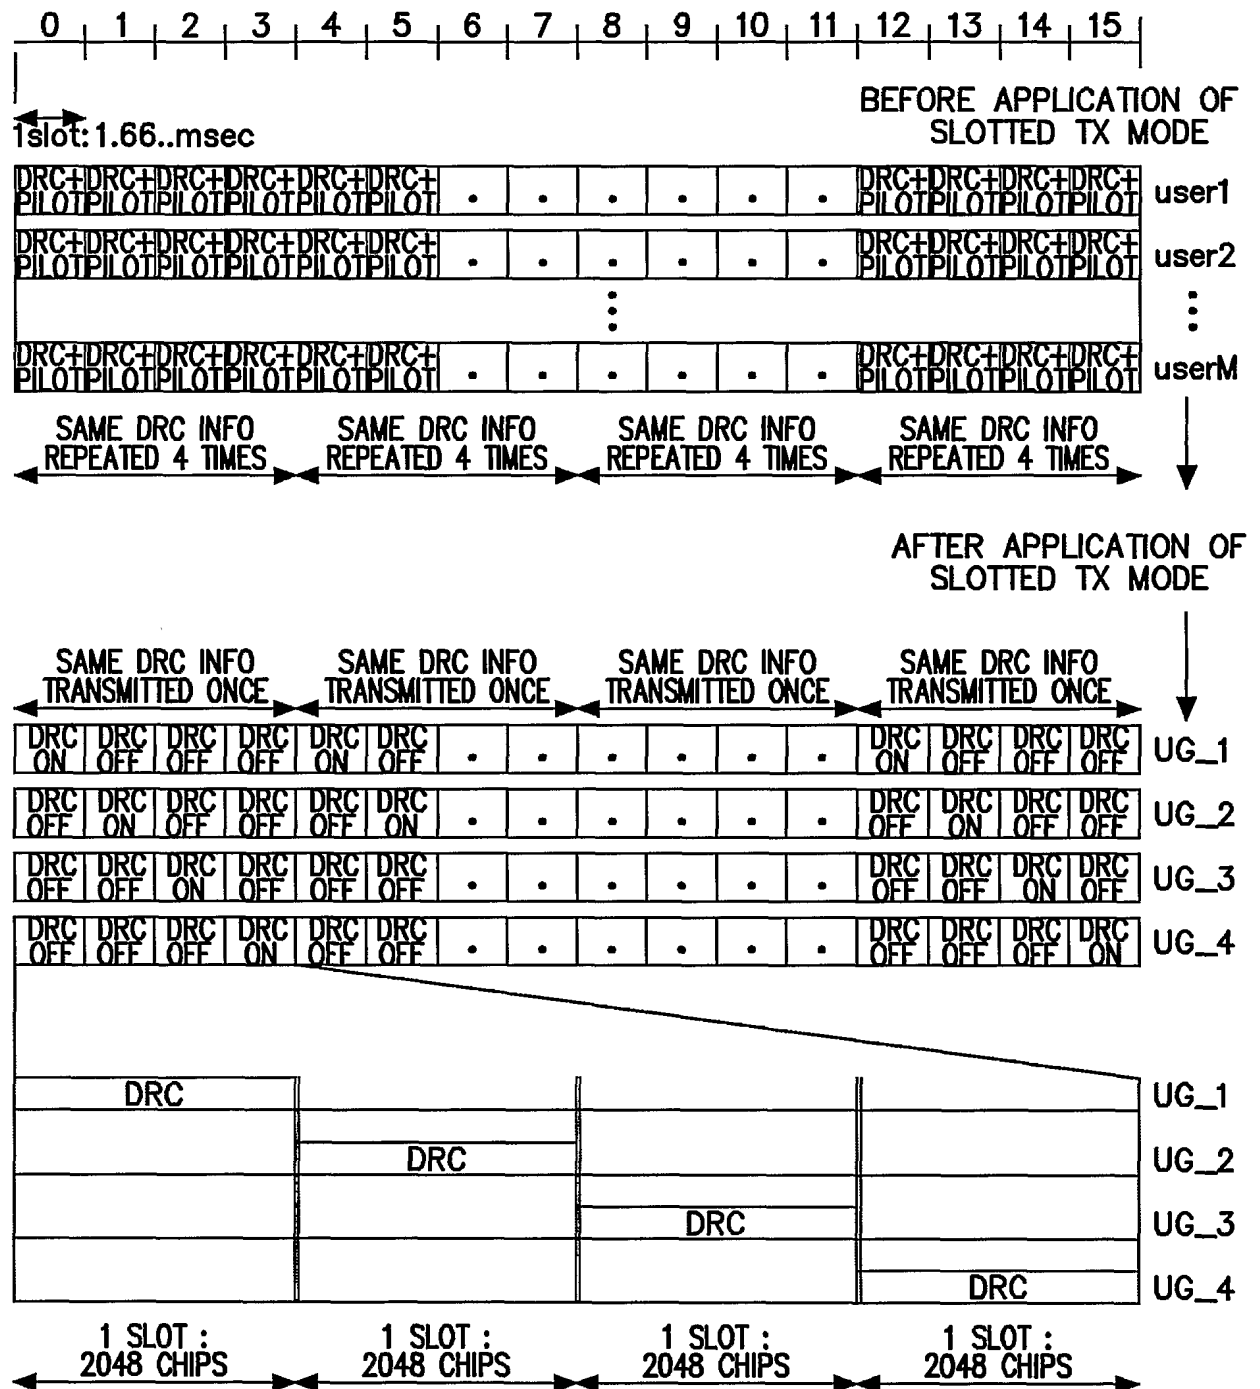 0 1 2 3 4 5 6 7 8 9 10 11 12 13 14 15
BEFORE APPLICATION OF
SLOTTED TX MODE
1slot: 1.66..msec
DRC+ DRC+ DRC+ DRC+ DRC+ DRC+ DRC+ DRC+ DRC+ DRC+
PILOT PILOT PILOT PILOT PILOT PILOT . . . . . . PILOT PILOT PILOT PILOT user1
DRC+ DRC+ DRC+ DRC+ DRC+ DRC+ DRC+ DRC+ DRC+ DRC+
PILOT PILOT PILOT PILOT PILOT PILOT . . . . . . PILOT PILOT PILOT PILOT user2
DRC+ DRC+ DRC+ DRC+ DRC+ DRC+ DRC+ DRC+ DRC+ DRC+
PILOT PILOT PILOT PILOT PILOT PILOT . . . . . . PILOT PILOT PILOT PILOT userM
SAME DRC INFO SAME DRC INFO SAME DRC INFO SAME DRC INFO
REPEATED 4 TIMES REPEATED 4 TIMES REPEATED 4 TIMES REPEATED 4 TIMES
AFTER APPLICATION OF
SLOTTED TX MODE
SAME DRC INFO SAME DRC INFO SAME DRC INFO SAME DRC INFO
TRANSMITTED ONCE TRANSMITTED ONCE TRANSMITTED ONCE TRANSMITTED ONCE
DRC DRC DRC DRC DRC DRC DRC DRC DRC DRC
ON OFF OFF OFF ON OFF . . . . . . ON OFF OFF OFF UG_1
DRC DRC DRC DRC DRC DRC DRC DRC DRC DRC
OFF ON OFF OFF OFF ON . . . . . . OFF ON OFF OFF UG_2
DRC DRC DRC DRC DRC DRC DRC DRC DRC DRC
OFF OFF ON OFF OFF OFF . . . . . . OFF OFF ON OFF UG_3
DRC DRC DRC DRC DRC DRC DRC DRC DRC DRC
OFF OFF OFF ON OFF OFF . . . . . . OFF OFF OFF ON UG_4
DRC UG_1
DRC UG_2
DRC UG_3
DRC UG_4
1 SLOT : 1 SLOT : 1 SLOT : 1 SLOT :
2048 CHIPS 2048 CHIPS 2048 CHIPS 2048 CHIPS